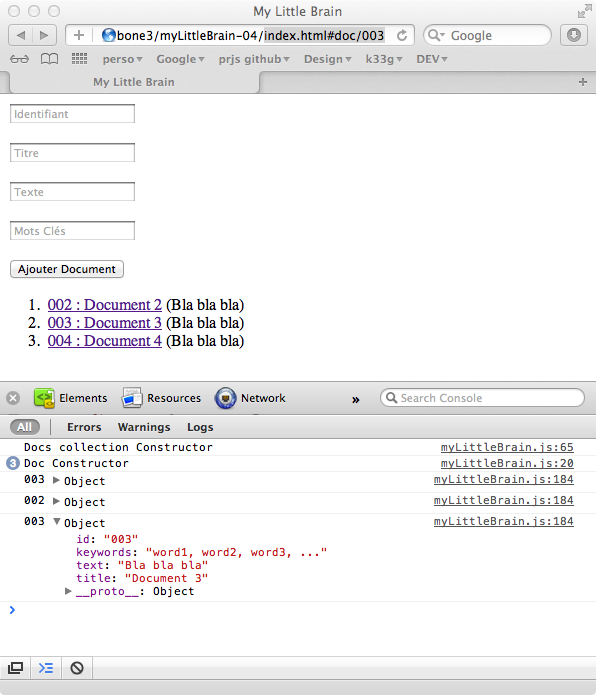 My Little Brain
bone3/myLittleBrain-04/index.html#doc/003
Google
perso Google prjs github Design k33g DEV
My Little Brain
Identifiant
Titre
Texte
Mots Clés
Ajouter Document
1. 002 : Document 2 (Bla bla bla)
2. 003 : Document 3 (Bla bla bla)
3. 004 : Document 4 (Bla bla bla)
Elements Resources Network » Search Console
All Errors Warnings Logs
Docs collection Constructor myLittleBrain.js:65
3 Doc Constructor myLittleBrain.js:20
003 Object myLittleBrain.js:184
002 Object myLittleBrain.js:184
003 Object myLittleBrain.js:184
id: "003"
keywords: "word1, word2, word3, ..."
text: "Bla bla bla"
title: "Document 3"
__proto__: Object